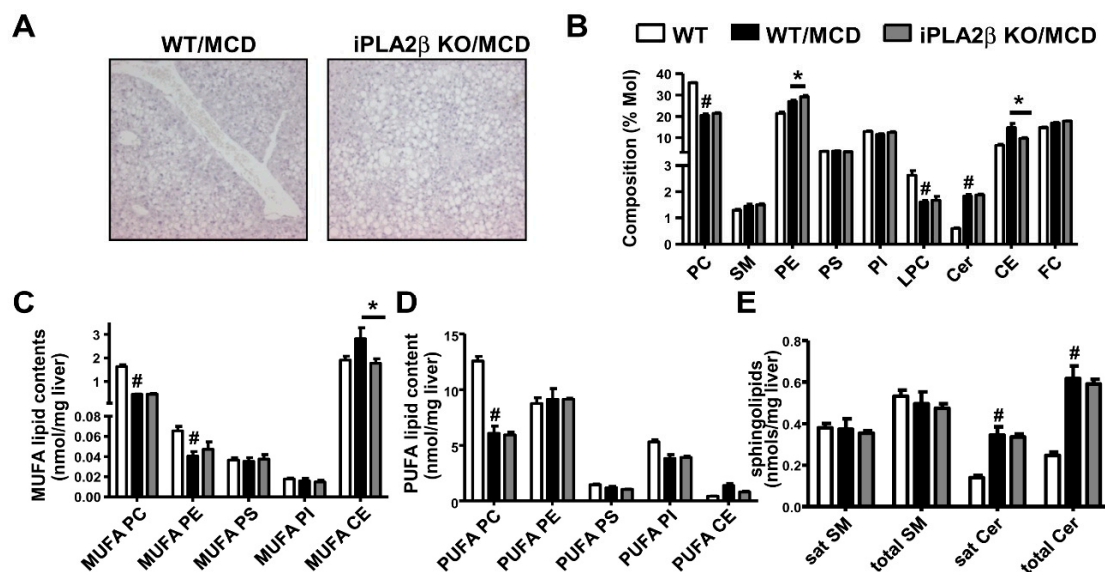 A
WT/MCD
iPLA2β KO/MCD
B
WT
WT/MCD
iPLA2β KO/MCD
Composition (% Mol)
40
30
20
10
3
2
1
0
#
*
#
#
*
PC
SM
PE
PS
PI
LPC
Cer
CE
FC
C
MUFA lipid contents
(nmol/mg liver)
3
2
1
0.08
0.06
0.04
0.02
0.00
#
#
*
MUFA PC
MUFA PE
MUFA PS
MUFA PI
MUFA CE
D
PUFA lipid content
(nmol/mg liver)
15
10
5
0
#
PUFA PC
PUFA PE
PUFA PS
PUFA PI
PUFA CE
E
sphingolipids
(nmols/mg liver)
0.8
0.6
0.4
0.2
0.0
#
#
sat SM
total SM
sat Cer
total Cer